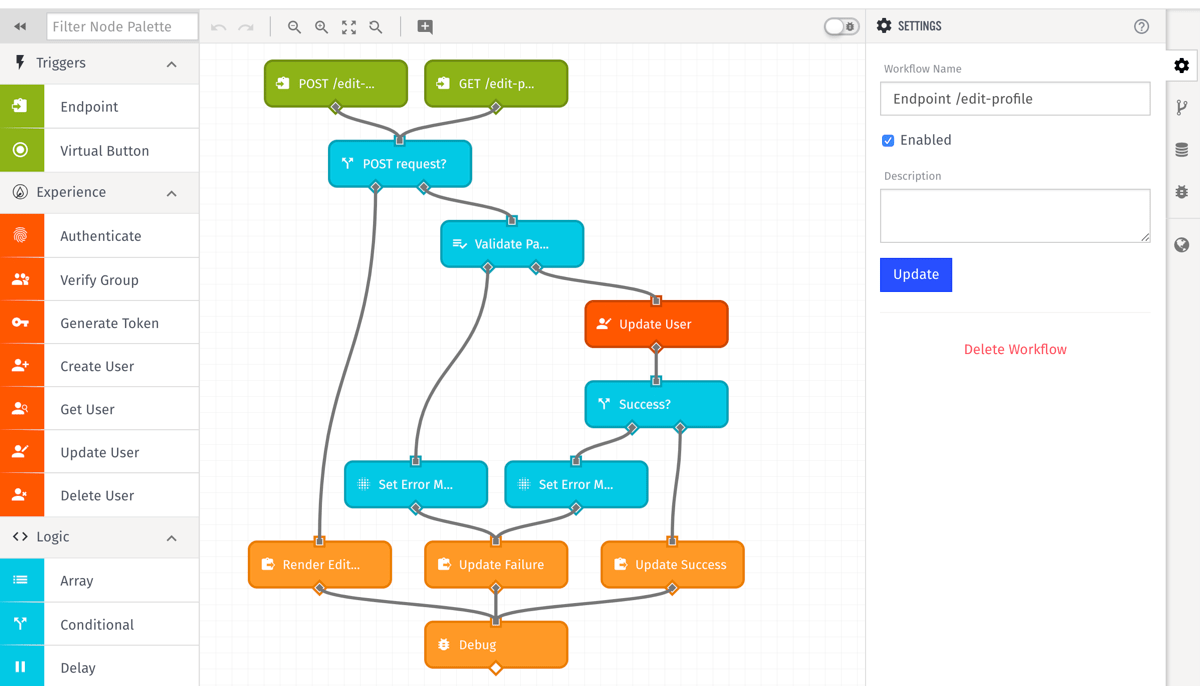 Filter Node Palette
Triggers
Endpoint
Virtual Button
Experience
Authenticate
Verify Group
Generate Token
Create User
Get User
Update User
Delete User
Logic
Array
Conditional
Delay
POST /edit-...
GET /edit-p...
POST request?
Validate Pa...
Update User
Success?
Set Error M...
Set Error M...
Render Edit...
Update Failure
Update Success
Debug
SETTINGS
Workflow Name
Endpoint /edit-profile
Enabled
Description
Update
Delete Workflow